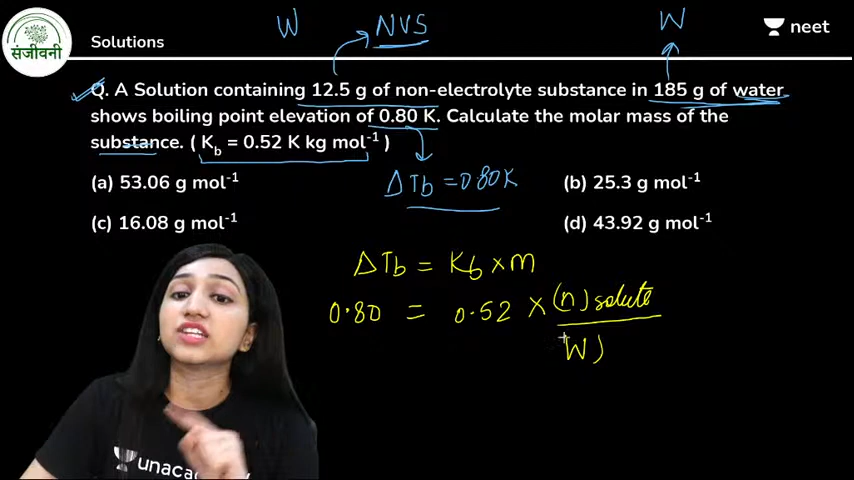 संजीवनी
Solutions
W
NVS
W
neet
Q. A Solution containing 12.5 g of non-electrolyte substance in 185 g of water
shows boiling point elevation of 0.80 K. Calculate the molar mass of the
substance. ( Kb = 0.52 K kg mol-1 )
ΔTb = 0.80K
(a) 53.06 g mol-1
(b) 25.3 g mol-1
(c) 16.08 g mol-1
(d) 43.92 g mol-1
ΔTb = Kb × m
0.80 = 0.52 × (n) solute
W)
unaca